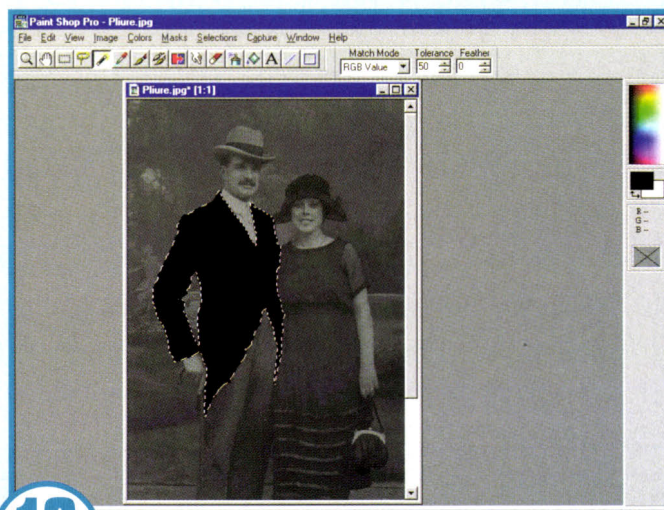 Paint Shop Pro - Pliure.jpg
File Edit View Image Colors Masks Selections Capture Window Help
Match Mode Tolerance Feather
A RGB Value 50 0
Pliure.jpg* [1:1]
R --
G --
B --